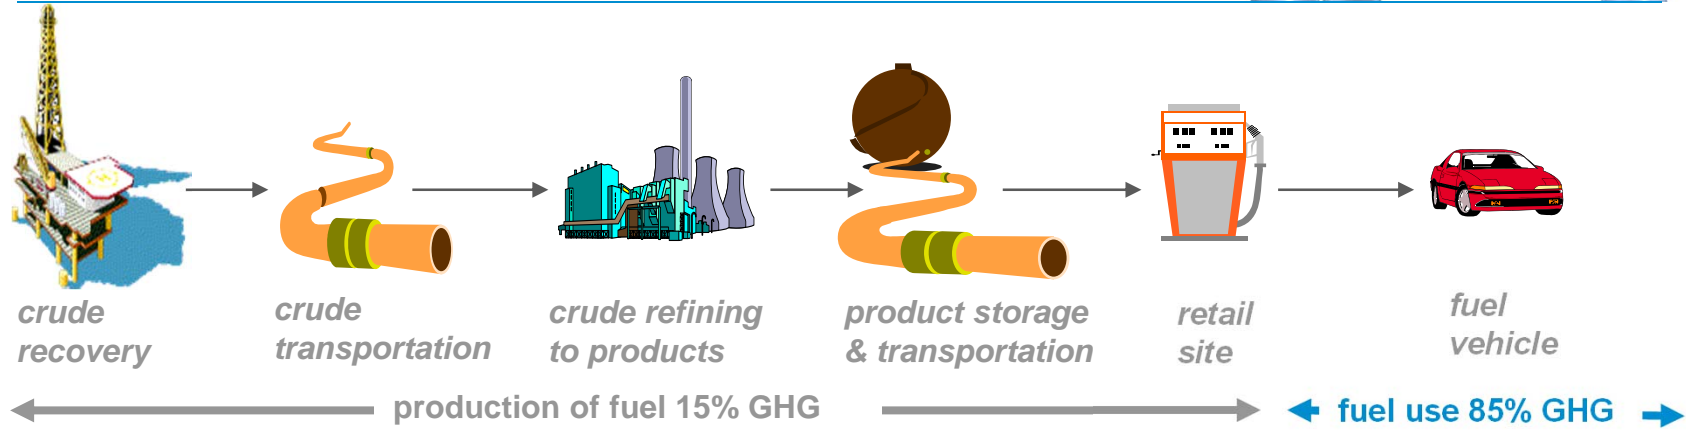 crude
recovery
crude
transportation
crude refining
to products
product storage
& transportation
retail
site
fuel
vehicle
production of fuel 15% GHG
fuel use 85% GHG